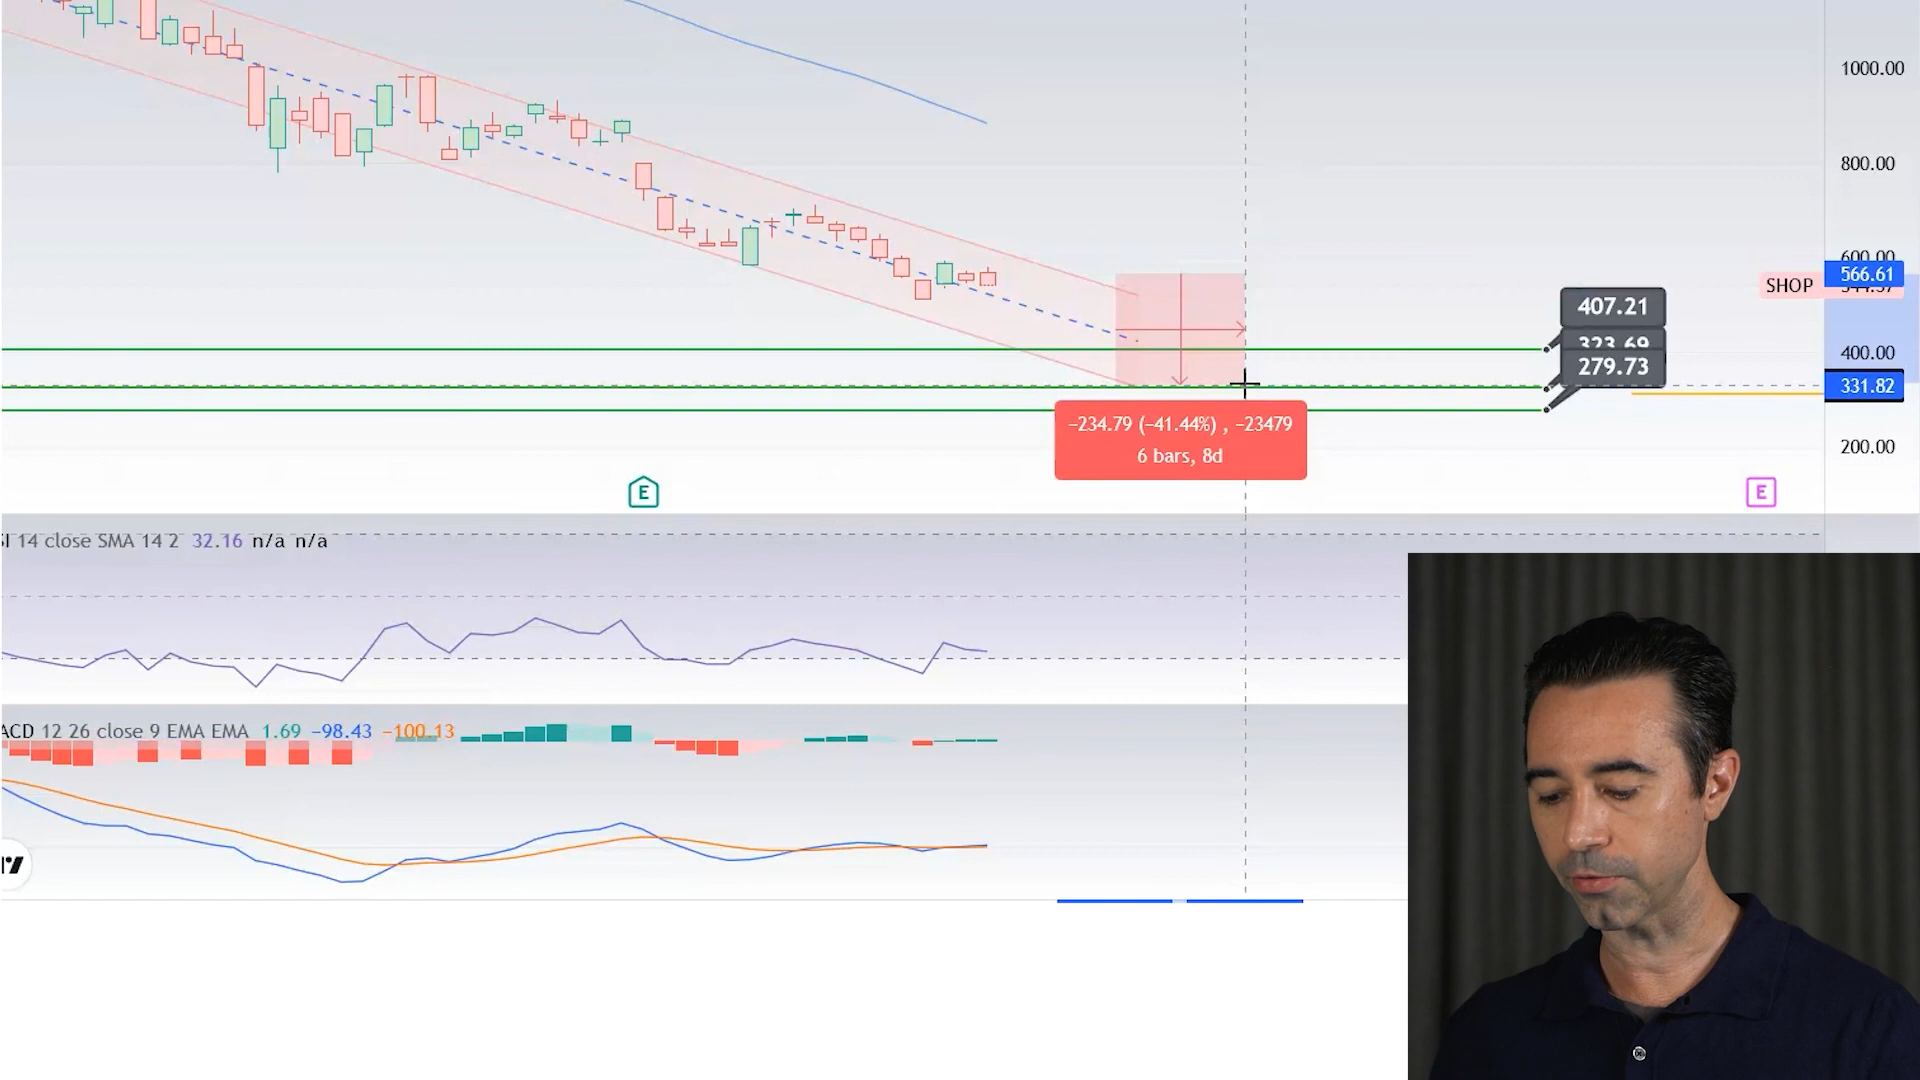 1000.00
800.00
600.00
566.61
SHOP
407.21
323.69
279.73
400.00
331.82
-234.79 (-41.44%) , -23479
6 bars, 8d
200.00
E
E
14 close SMA 14 2 32.16 n/a n/a
12 26 close 9 EMA EMA 1.69 -98.43 -100.13